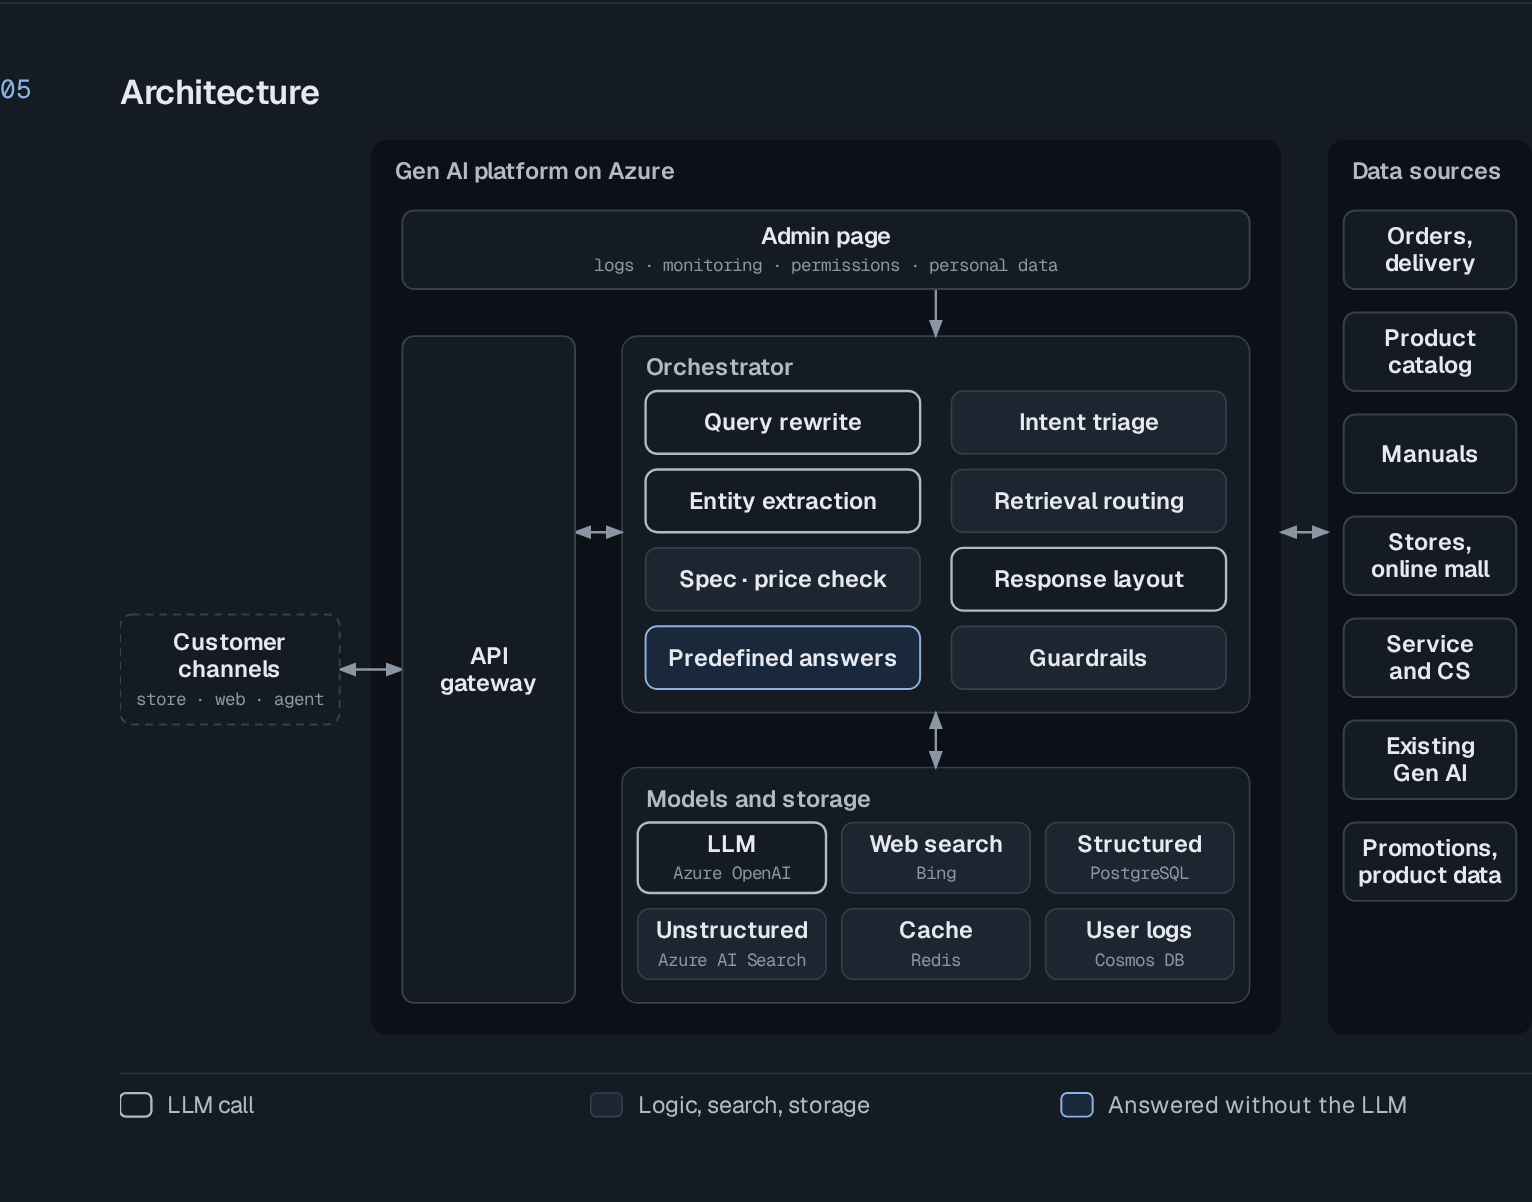 05
Architecture
Gen AI platform on Azure
Data sources
Admin page
logs · monitoring · permissions · personal data
Orchestrator
Query rewrite
Intent triage
Entity extraction
Retrieval routing
Spec · price check
Response layout
Predefined answers
Guardrails
Customer
channels
store · web · agent
API
gateway
Models and storage
LLM
Azure OpenAI
Web search
Bing
Structured
PostgreSQL
Unstructured
Azure AI Search
Cache
Redis
User logs
Cosmos DB
Orders,
delivery
Product
catalog
Manuals
Stores,
online mall
Service
and CS
Existing
Gen AI
Promotions,
product data
LLM call
Logic, search, storage
Answered without the LLM